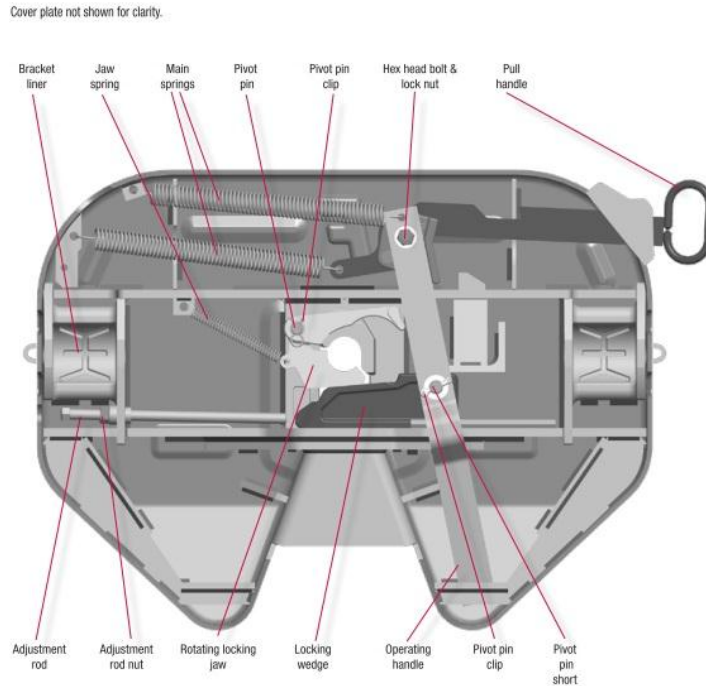 Cover plate not shown for clarity.
Bracket
liner
Jaw
spring
Main
springs
Pivot
pin
Pivot pin
clip
Hex head bolt &
lock nut
Pull
handle
Adjustment
rod
Adjustment
rod nut
Rotating locking
jaw
Locking
wedge
Operating
handle
Pivot pin
clip
Pivot
pin
short